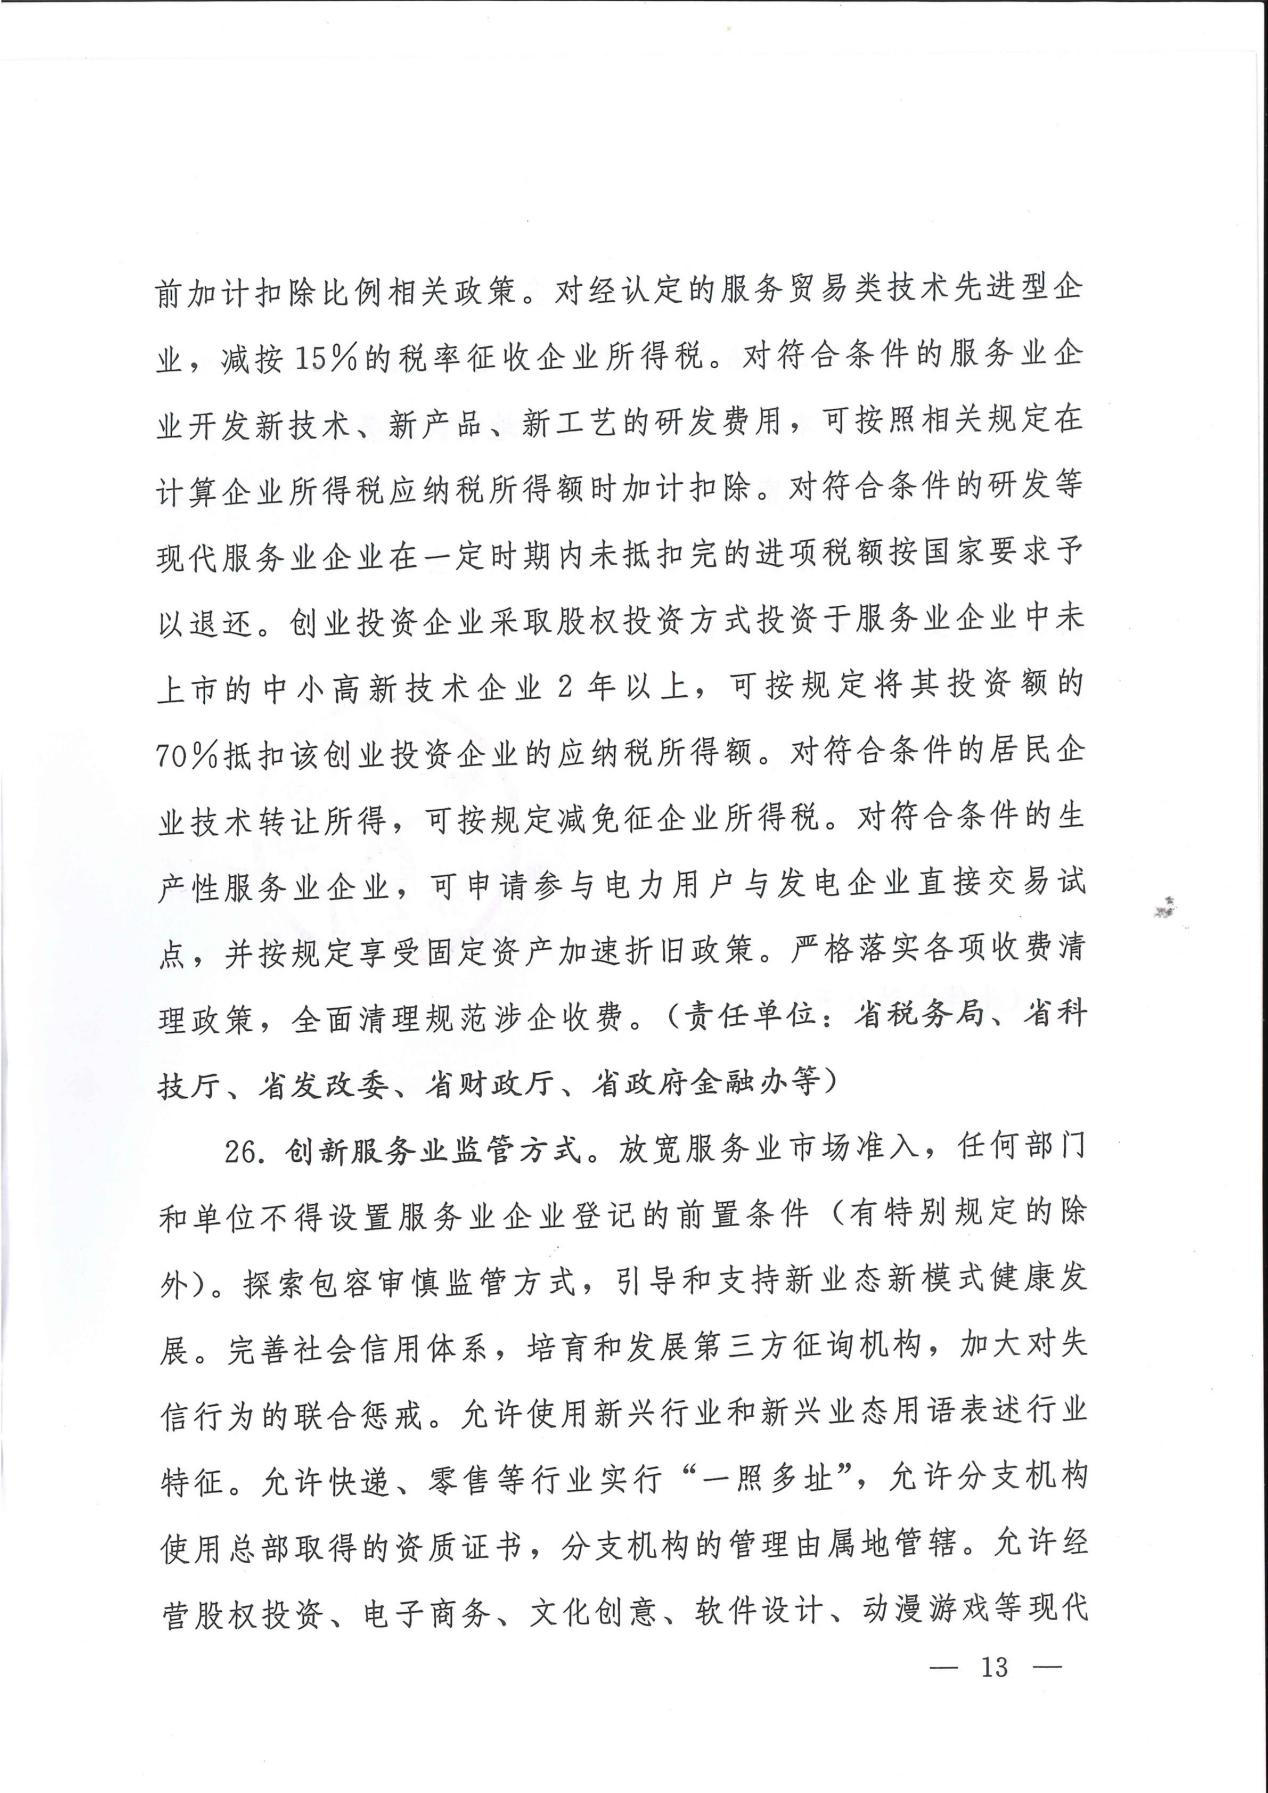 前加计扣除比例相关政策。对经认定的服务贸易类技术先进型企
业，减按 15%的税率征收企业所得税。对符合条件的服务业企
业开发新技术、新产品、新工艺的研发费用，可按照相关规定在
计算企业所得税应纳税所得额时加计扣除。对符合条件的研发等
现代服务业企业在一定时期内未抵扣完的进项税额按国家要求予
以退还。创业投资企业采取股权投资方式投资于服务业企业中未
上市的中小高新技术企业 2 年以上，可按规定将其投资额的
70%抵扣该创业投资企业的应纳税所得额。对符合条件的居民企
业技术转让所得，可按规定减免征企业所得税。对符合条件的生
产性服务业企业，可申请参与电力用户与发电企业直接交易试
点，并按规定享受固定资产加速折旧政策。严格落实各项收费清
理政策，全面清理规范涉企收费。（责任单位：省税务局、省科
技厅、省发改委、省财政厅、省政府金融办等）
26. 创新服务业监管方式。放宽服务业市场准入，任何部门
和单位不得设置服务业企业登记的前置条件（有特别规定的除
外）。探索包容审慎监管方式，引导和支持新业态新模式健康发
展。完善社会信用体系，培育和发展第三方征询机构，加大对失
信行为的联合惩戒。允许使用新兴行业和新兴业态用语表述行业
特征。允许快递、零售等行业实行“一照多址”，允许分支机构
使用总部取得的资质证书，分支机构的管理由属地管辖。允许经
营股权投资、电子商务、文化创意、软件设计、动漫游戏等现代
— 13 —